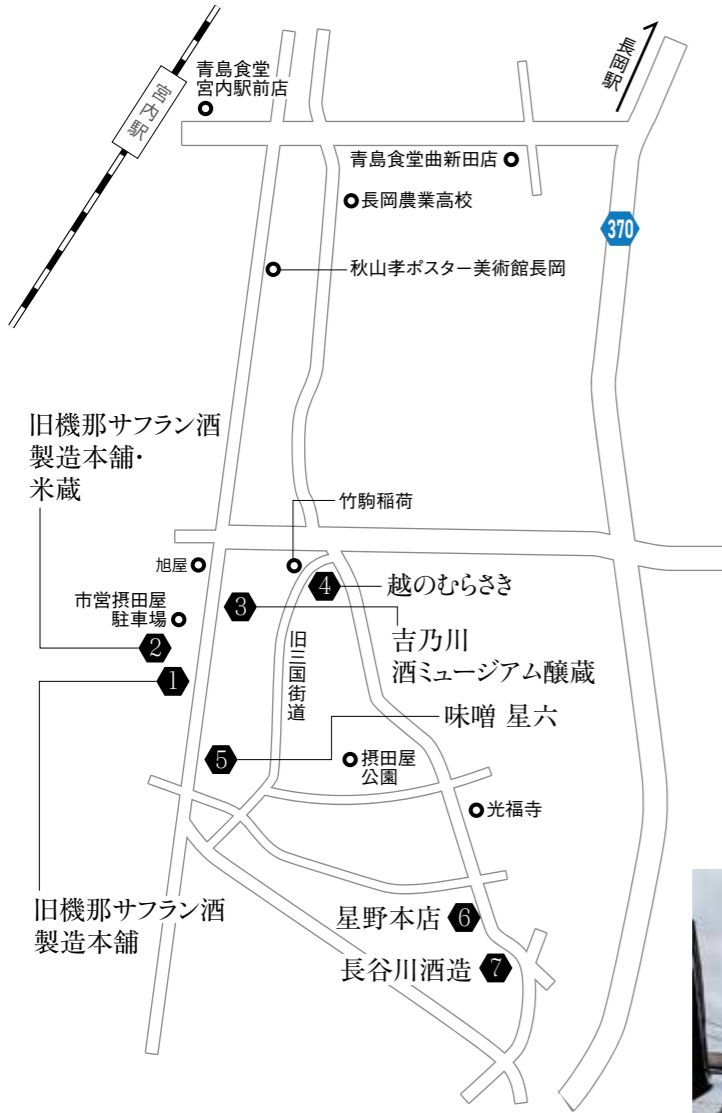 長岡駅
宮内駅
青島食堂
宮内駅前店
青島食堂曲新田店
長岡農業高校
370
秋山孝ポスター美術館長岡
旧機那サフラン酒
製造本舗・
米蔵
竹駒稲荷
旭屋
4
越のむらさき
市営摂田屋
駐車場
3
吉乃川
酒ミュージアム醸蔵
2
旧三国街道
1
味噌 星六
5
摂田屋
公園
光福寺
旧機那サフラン酒
製造本舗
星野本店
6
長谷川酒造
7